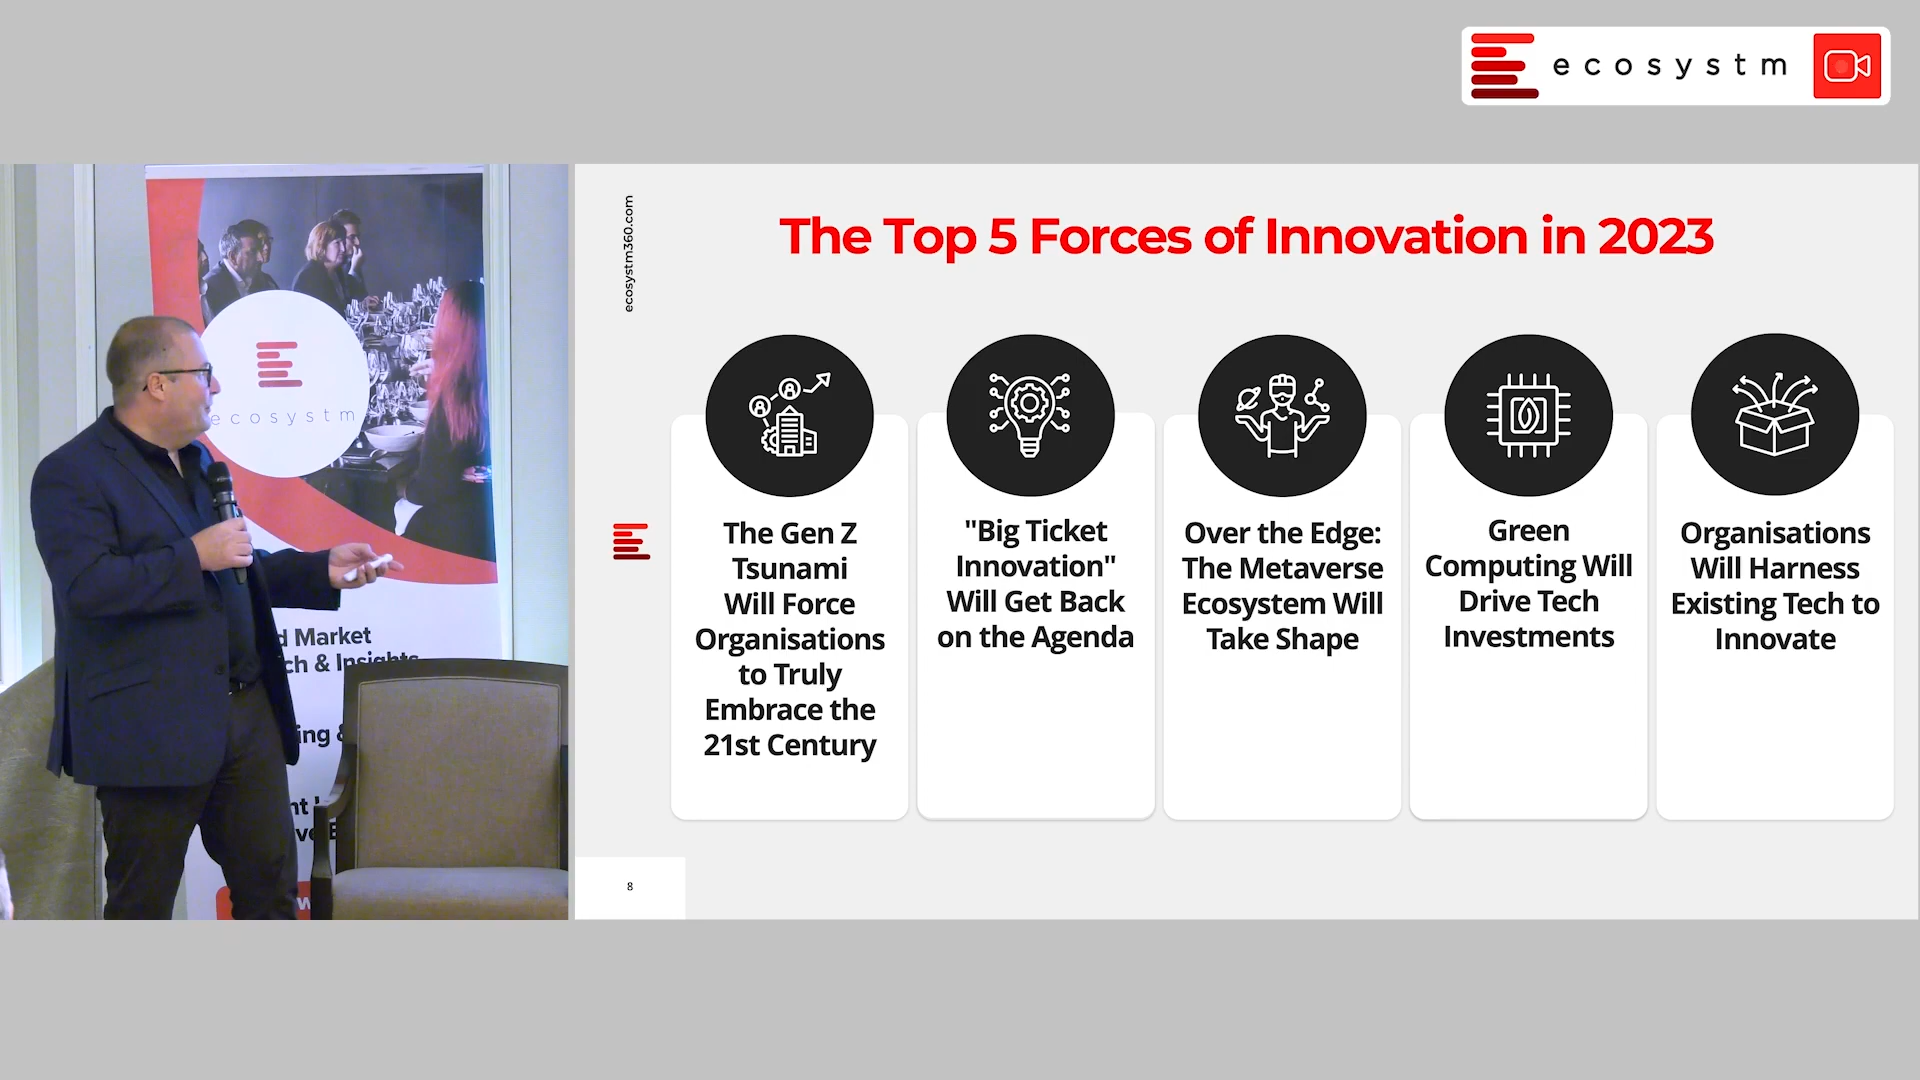 ecosystm
ecosystm
d Market
ch & Insights
ing &
ecosystm360.com
The Top 5 Forces of Innovation in 2023
The Gen Z
Tsunami
Will Force
Organisations
to Truly
Embrace the
21st Century
"Big Ticket
Innovation"
Will Get Back
on the Agenda
Over the Edge:
The Metaverse
Ecosystem Will
Take Shape
Green
Computing Will
Drive Tech
Investments
Organisations
Will Harness
Existing Tech to
Innovate
8